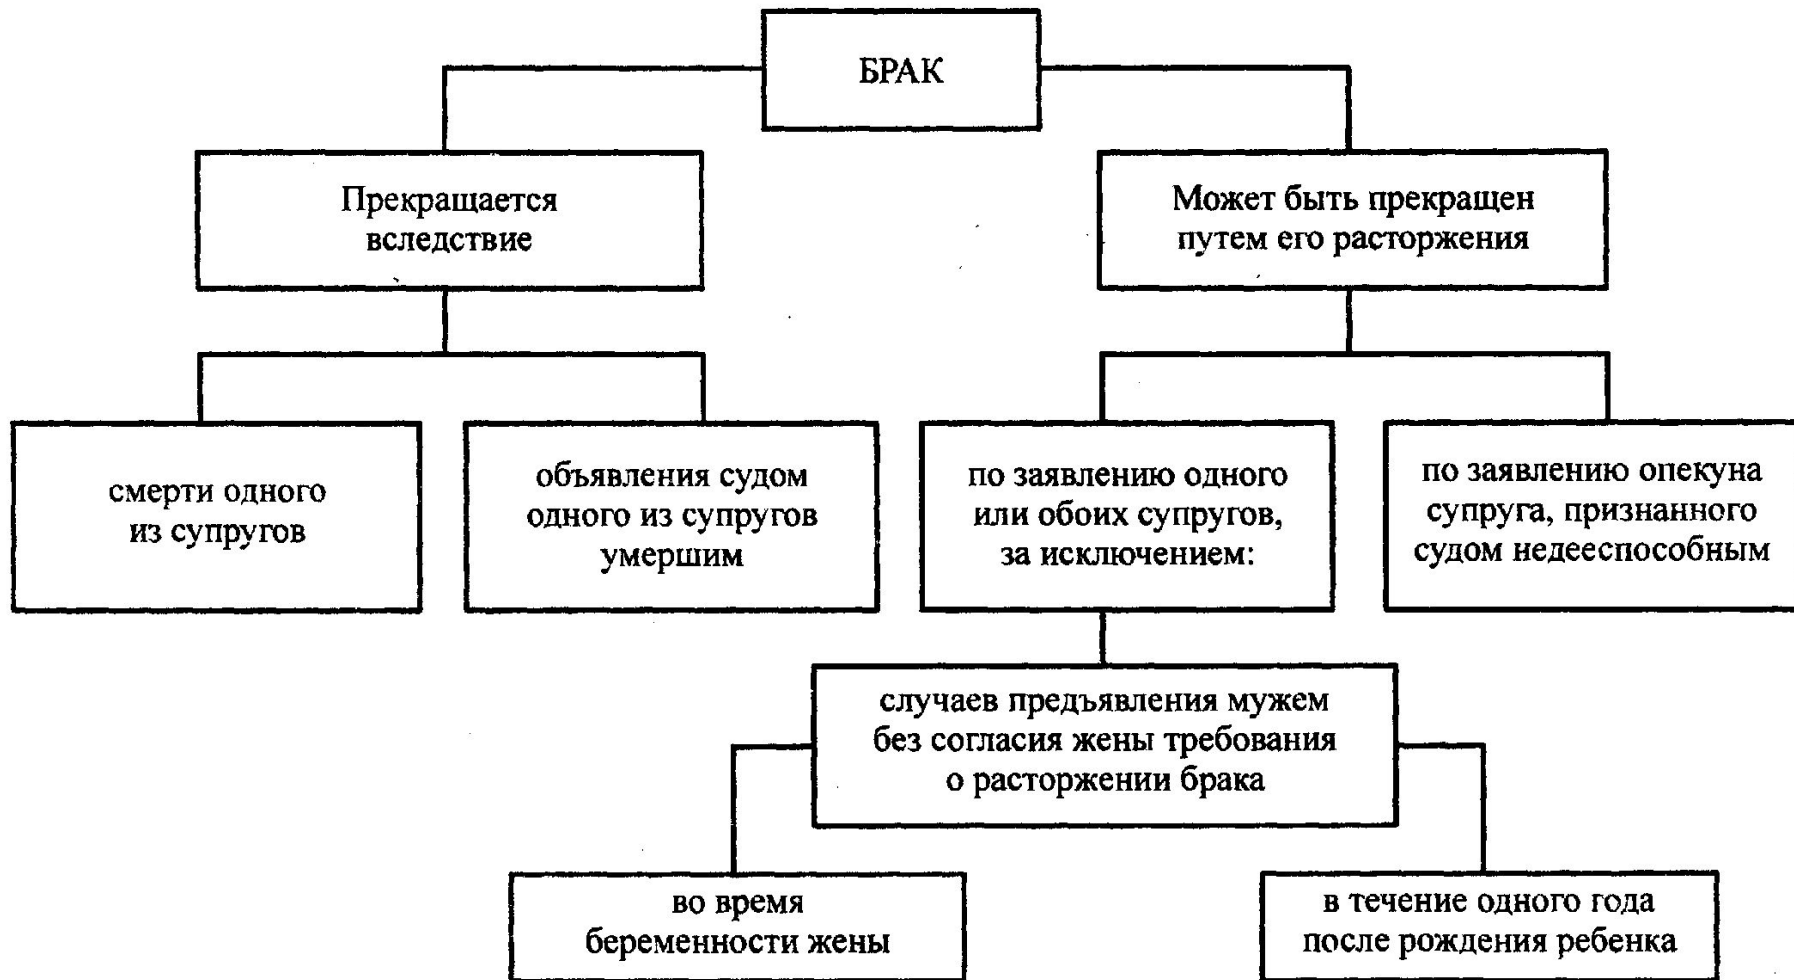 БРАК
Прекращается
вследствие
Может быть прекращен
путем его расторжения
смерти одного
из супругов
объявления судом
одного из супругов
умершим
по заявлению одного
или обоих супругов,
за исключением:
по заявлению опекуна
супруга, признанного
судом недееспособным
случаев предъявления мужем
без согласия жены требования
о расторжении брака
во время
беременности жены
в течение одного года
после рождения ребенка